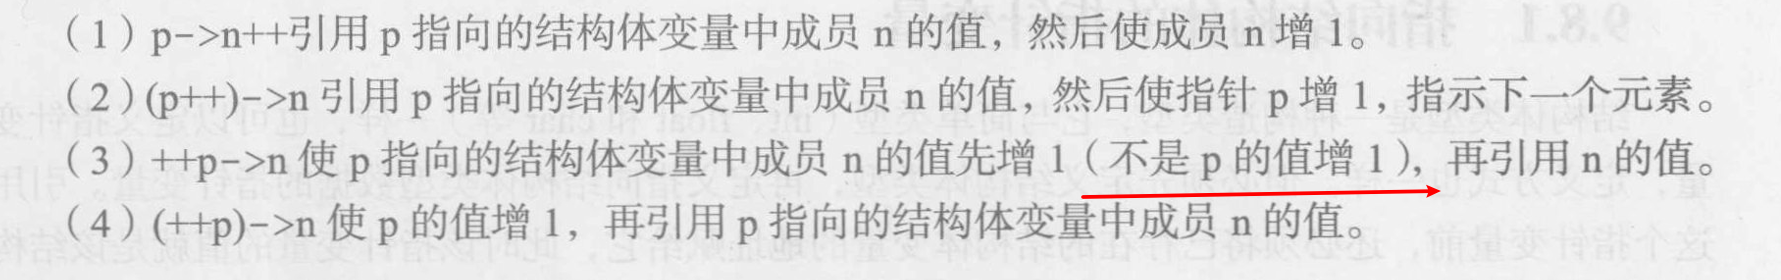 （1）p->n++引用 p 指向的结构体变量中成员 n 的值，然后使成员 n 增 1。
（2）(p++)->n 引用 p 指向的结构体变量中成员 n 的值，然后使指针 p 增 1，指示下一个元素。
（3）++p->n 使 p 指向的结构体变量中成员 n 的值先增 1（不是 p 的值增 1），再引用 n 的值。
（4）(++p)->n 使 p 的值增 1，再引用 p 指向的结构体变量中成员 n 的值。